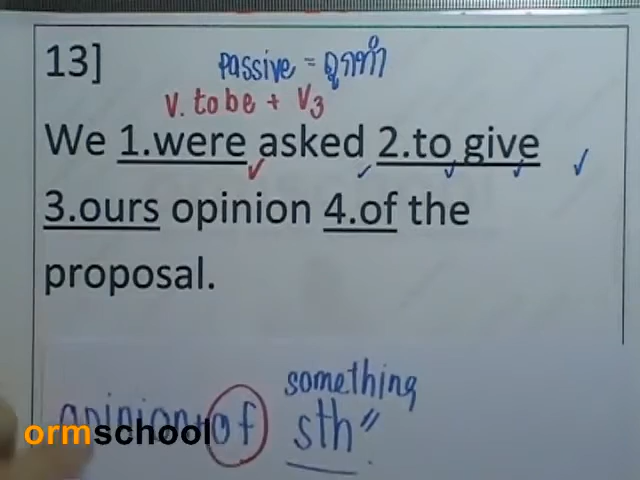 13]
passive = ถูกทำ
v. to be + V3
We 1.were asked 2.to give
3.ours opinion 4.of the
proposal.
something
opinion of sth"
ormschool